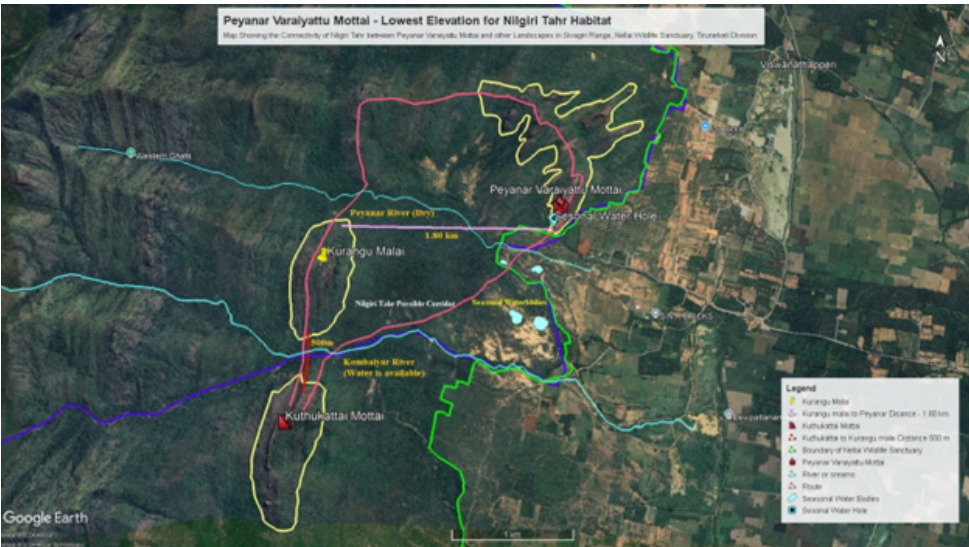 Peyanar Varaiyattu Mottai - Lowest Elevation for Nilgiri Tahr Habitat
Map Showing the Connectivity of Nilgiri Tahr between Peyanar Varaiyattu Mottai and other Landscapes in Sivagiri Range, Nellai Wildlife Sanctuary, Tirunelveli Division
N
Viswanathapperi
Western Ghats
Peyanar Varaiyattu Mottai
Peyanar River (Dry)
Sesonal Water Hole
1.80 km
Kurangu Malai
Nilgiri Tahr Possible Corridor
Seasonal Waterbodies
500m
Kombaiyar River
(Water is available)
Kuthukattai Mottai
Legend
Kurangu Malai
Kurangu malai to Peyanar Disance - 1.80 km
Kuthukattai Mottai
Kuthukattai to Kurangu malai Distance 500 m
Boundary of Nellai Wildlife Sanctuary
Peyanar Varaiyattu Mottai
River or sreams
Route
Seasonal Water Bodies
Sesonal Water Hole
Google Earth
1 km